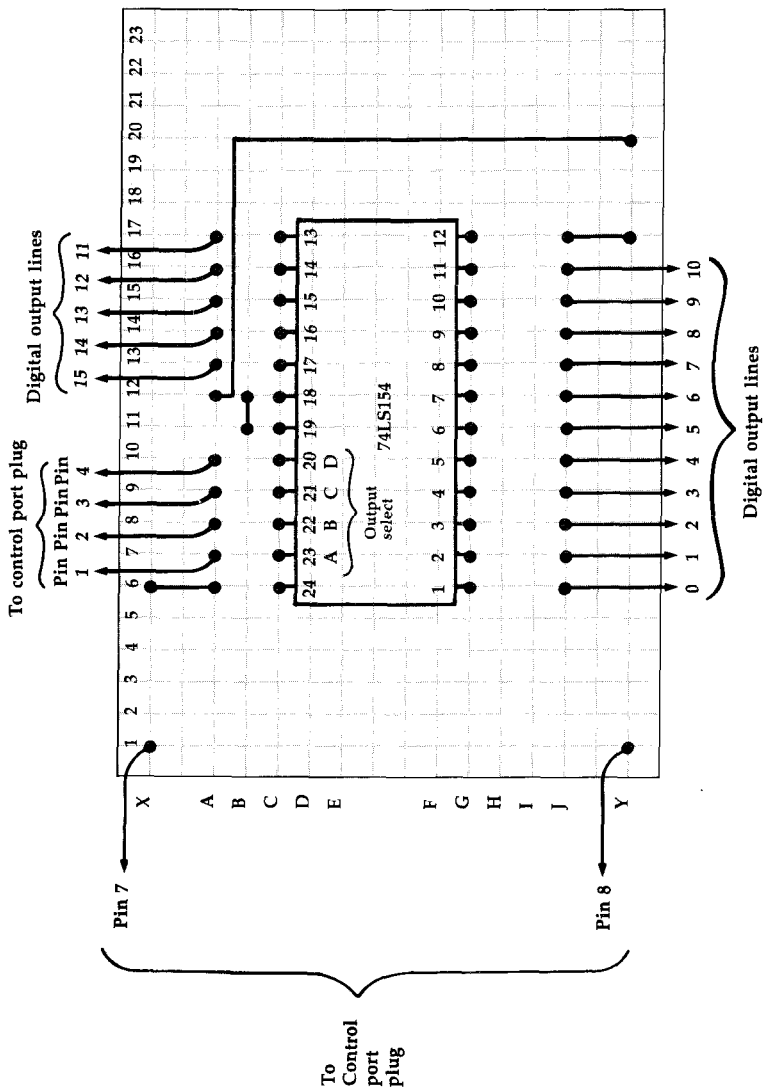 To control port plug
Digital output lines
Pin Pin Pin Pin
1 2 3 4
15 14 13 12 11
Pin 7
1 2 3 4 5 6 7 8 9 10 11 12 13 14 15 16 17 18 19 20 21 22 23
X
A
B
C
D
24 23 22 21 20 19 18 17 16 15 14 13
A B C D
E
To
Control
port
plug
Output
select
74LS154
F
1 2 3 4 5 6 7 8 9 10 11 12
G
H
I
J
Pin 8
Y
0 1 2 3 4 5 6 7 8 9 10
Digital output lines